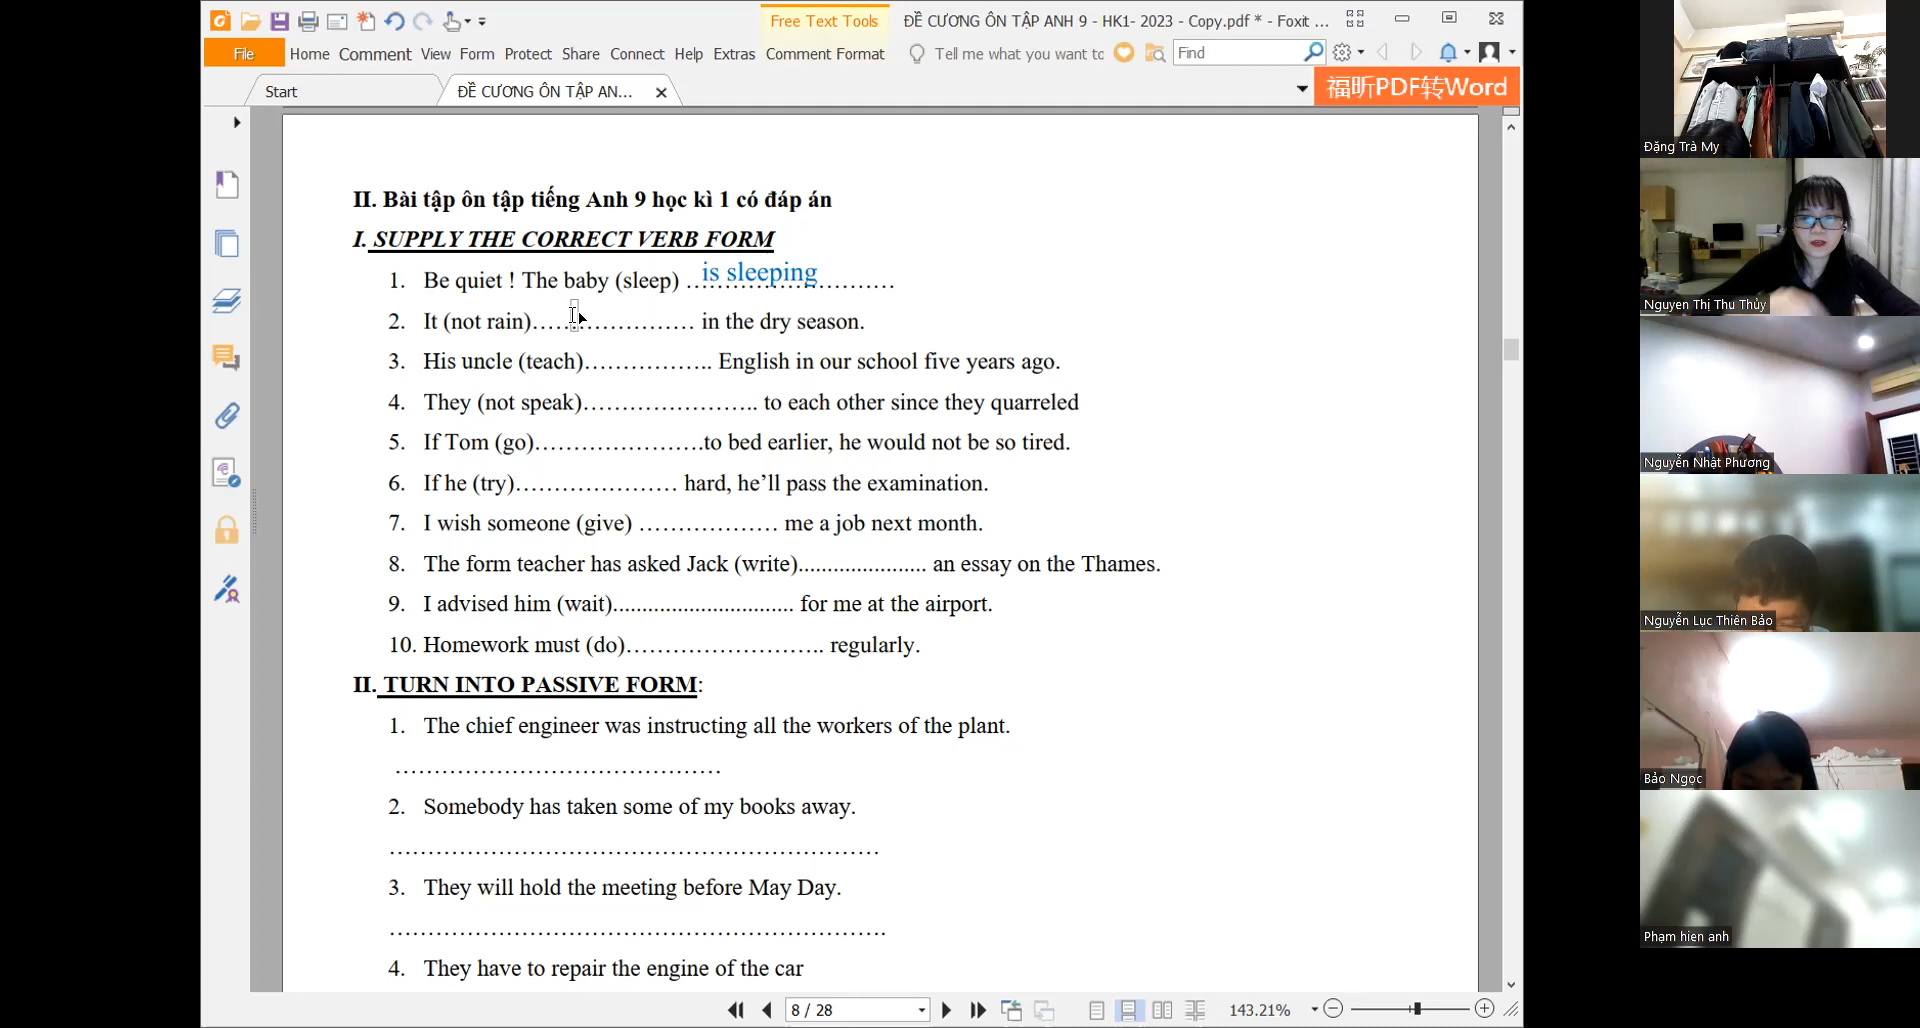 Free Text Tools
ĐỀ CƯƠNG ÔN TẬP ANH 9 - HK1- 2023 - Copy.pdf * - Foxit ...
File Home Comment View Form Protect Share Connect Help Extras Comment Format Tell me what you want to Find
Start ĐỀ CƯƠNG ÔN TẬP AN... 福昕PDF转Word
II. Bài tập ôn tập tiếng Anh 9 học kì 1 có đáp án
I. SUPPLY THE CORRECT VERB FORM
1. Be quiet ! The baby (sleep) is sleeping ………………………
2. It (not rain)………………… in the dry season.
3. His uncle (teach)…………….. English in our school five years ago.
4. They (not speak)………………….. to each other since they quarreled
5. If Tom (go)………………….to bed earlier, he would not be so tired.
6. If he (try)………………… hard, he’ll pass the examination.
7. I wish someone (give) ……………… me a job next month.
8. The form teacher has asked Jack (write)...................... an essay on the Thames.
9. I advised him (wait)............................... for me at the airport.
10. Homework must (do)…………………….. regularly.
II. TURN INTO PASSIVE FORM:
1. The chief engineer was instructing all the workers of the plant.
……………………………………
2. Somebody has taken some of my books away.
………………………………………………………
3. They will hold the meeting before May Day.
……………………………………………………….
4. They have to repair the engine of the car
8 / 28 143.21%
Đặng Trà My
Nguyen Thị Thu Thủy
Nguyễn Nhật Phương
Nguyễn Lục Thiên Bảo
Bảo Ngọc
Phạm hien anh